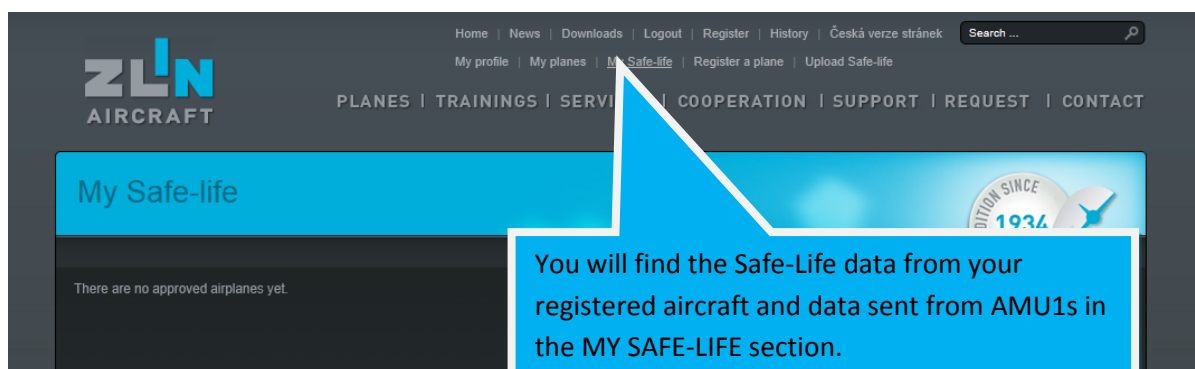 Home | News | Downloads | Logout | Register | History | Česká verze stránek Search ...
My profile | My planes | My Safe-life | Register a plane | Upload Safe-life
ZLIN
AIRCRAFT
PLANES | TRAININGS | SERVI | COOPERATION | SUPPORT | REQUEST | CONTACT
My Safe-life
DITION SINCE
1934
There are no approved airplanes yet.
You will find the Safe-Life data from your
registered aircraft and data sent from AMU1s in
the MY SAFE-LIFE section.